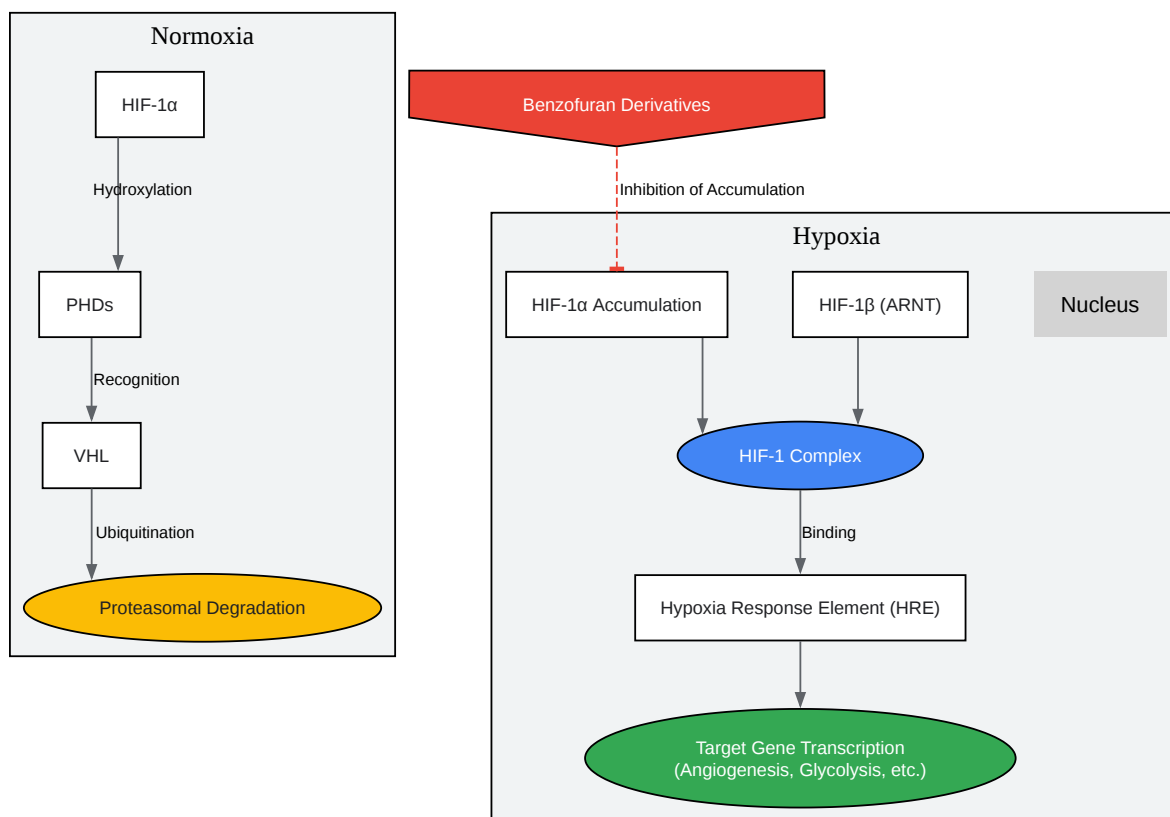 Normoxia
HIF-1α
Hydroxylation
PHDs
Recognition
VHL
Ubiquitination
Proteasomal Degradation
Benzofuran Derivatives
Inhibition of Accumulation
Hypoxia
HIF-1α Accumulation
HIF-1β (ARNT)
Nucleus
HIF-1 Complex
Binding
Hypoxia Response Element (HRE)
Target Gene Transcription
(Angiogenesis, Glycolysis, etc.)